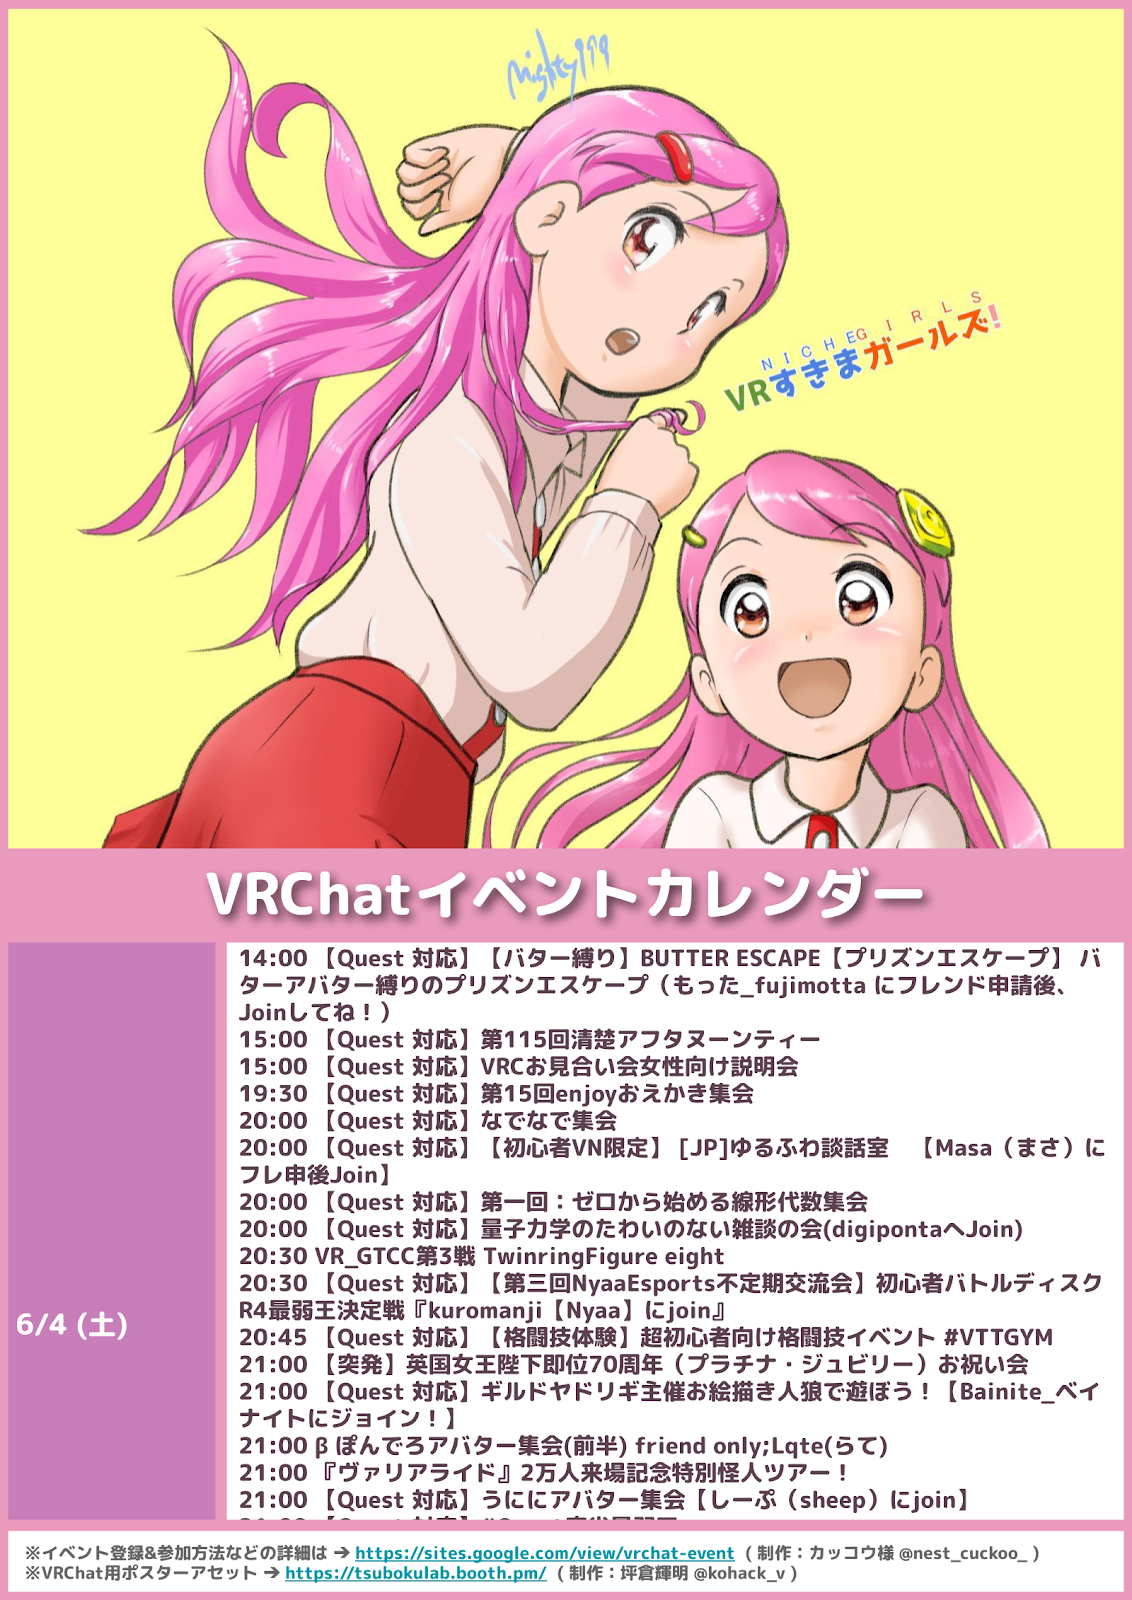 mighty199
NICHE GIRLS
VRすきまガールズ!
VRChatイベントカレンダー
6/4 (土)
14:00 【Quest 対応】【バター縛り】BUTTER ESCAPE【プリズンエスケープ】 バ
ターアバター縛りのプリズンエスケープ（もった_fujimotta にフレンド申請後、
Joinしてね！）
15:00 【Quest 対応】第115回清楚アフタヌーンティー
15:00 【Quest 対応】VRCお見合い会女性向け説明会
19:30 【Quest 対応】第15回enjoyおえかき集会
20:00 【Quest 対応】なでなで集会
20:00 【Quest 対応】【初心者VN限定】 [JP]ゆるふわ談話室　【Masa（まさ）に
フレ申後Join】
20:00 【Quest 対応】第一回：ゼロから始める線形代数集会
20:00 【Quest 対応】量子力学のたわいのない雑談の会(digipontaへJoin)
20:30 VR_GTCC第3戦 TwinringFigure eight
20:30 【Quest 対応】【第三回NyaaEsports不定期交流会】初心者バトルディスク
R4最弱王決定戦『kuromanji【Nyaa】にjoin』
20:45 【Quest 対応】【格闘技体験】超初心者向け格闘技イベント #VTTGYM
21:00 【突発】英国女王陛下即位70周年（プラチナ・ジュビリー）お祝い会
21:00 【Quest 対応】ギルドヤドリギ主催お絵描き人狼で遊ぼう！【Bainite_ベイ
ナイトにジョイン！】
21:00 β ぽんでろアバター集会(前半) friend only;Lqte(らて)
21:00 『ヴァリアライド』2万人来場記念特別怪人ツアー！
21:00 【Quest 対応】うににアバター集会【しーぷ（sheep）にjoin】
※イベント登録&参加方法などの詳細は ➔ https://sites.google.com/view/vrchat-event （ 制作：カッコウ様 @nest_cuckoo_ ）
※VRChat用ポスターアセット ➔ https://tsubokulab.booth.pm/ （ 制作：坪倉輝明 @kohack_v ）